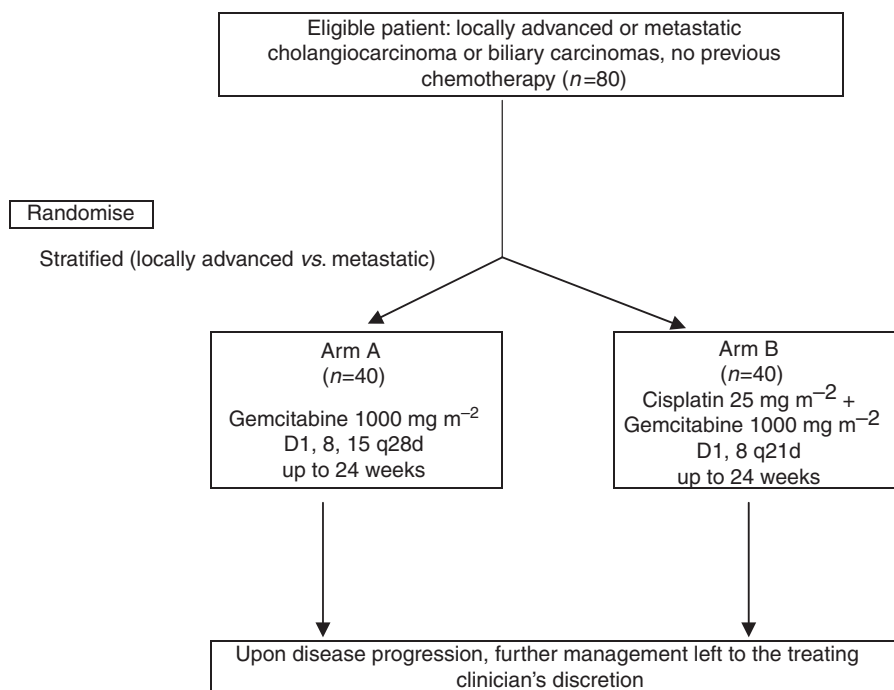 Eligible patient: locally advanced or metastatic
cholangiocarcinoma or biliary carcinomas, no previous
chemotherapy (n=80)
Randomise
Stratified (locally advanced vs. metastatic)
Arm A
(n=40)
Gemcitabine 1000 mg m⁻²
D1, 8, 15 q28d
up to 24 weeks
Arm B
(n=40)
Cisplatin 25 mg m⁻² +
Gemcitabine 1000 mg m⁻²
D1, 8 q21d
up to 24 weeks
Upon disease progression, further management left to the treating
clinician's discretion